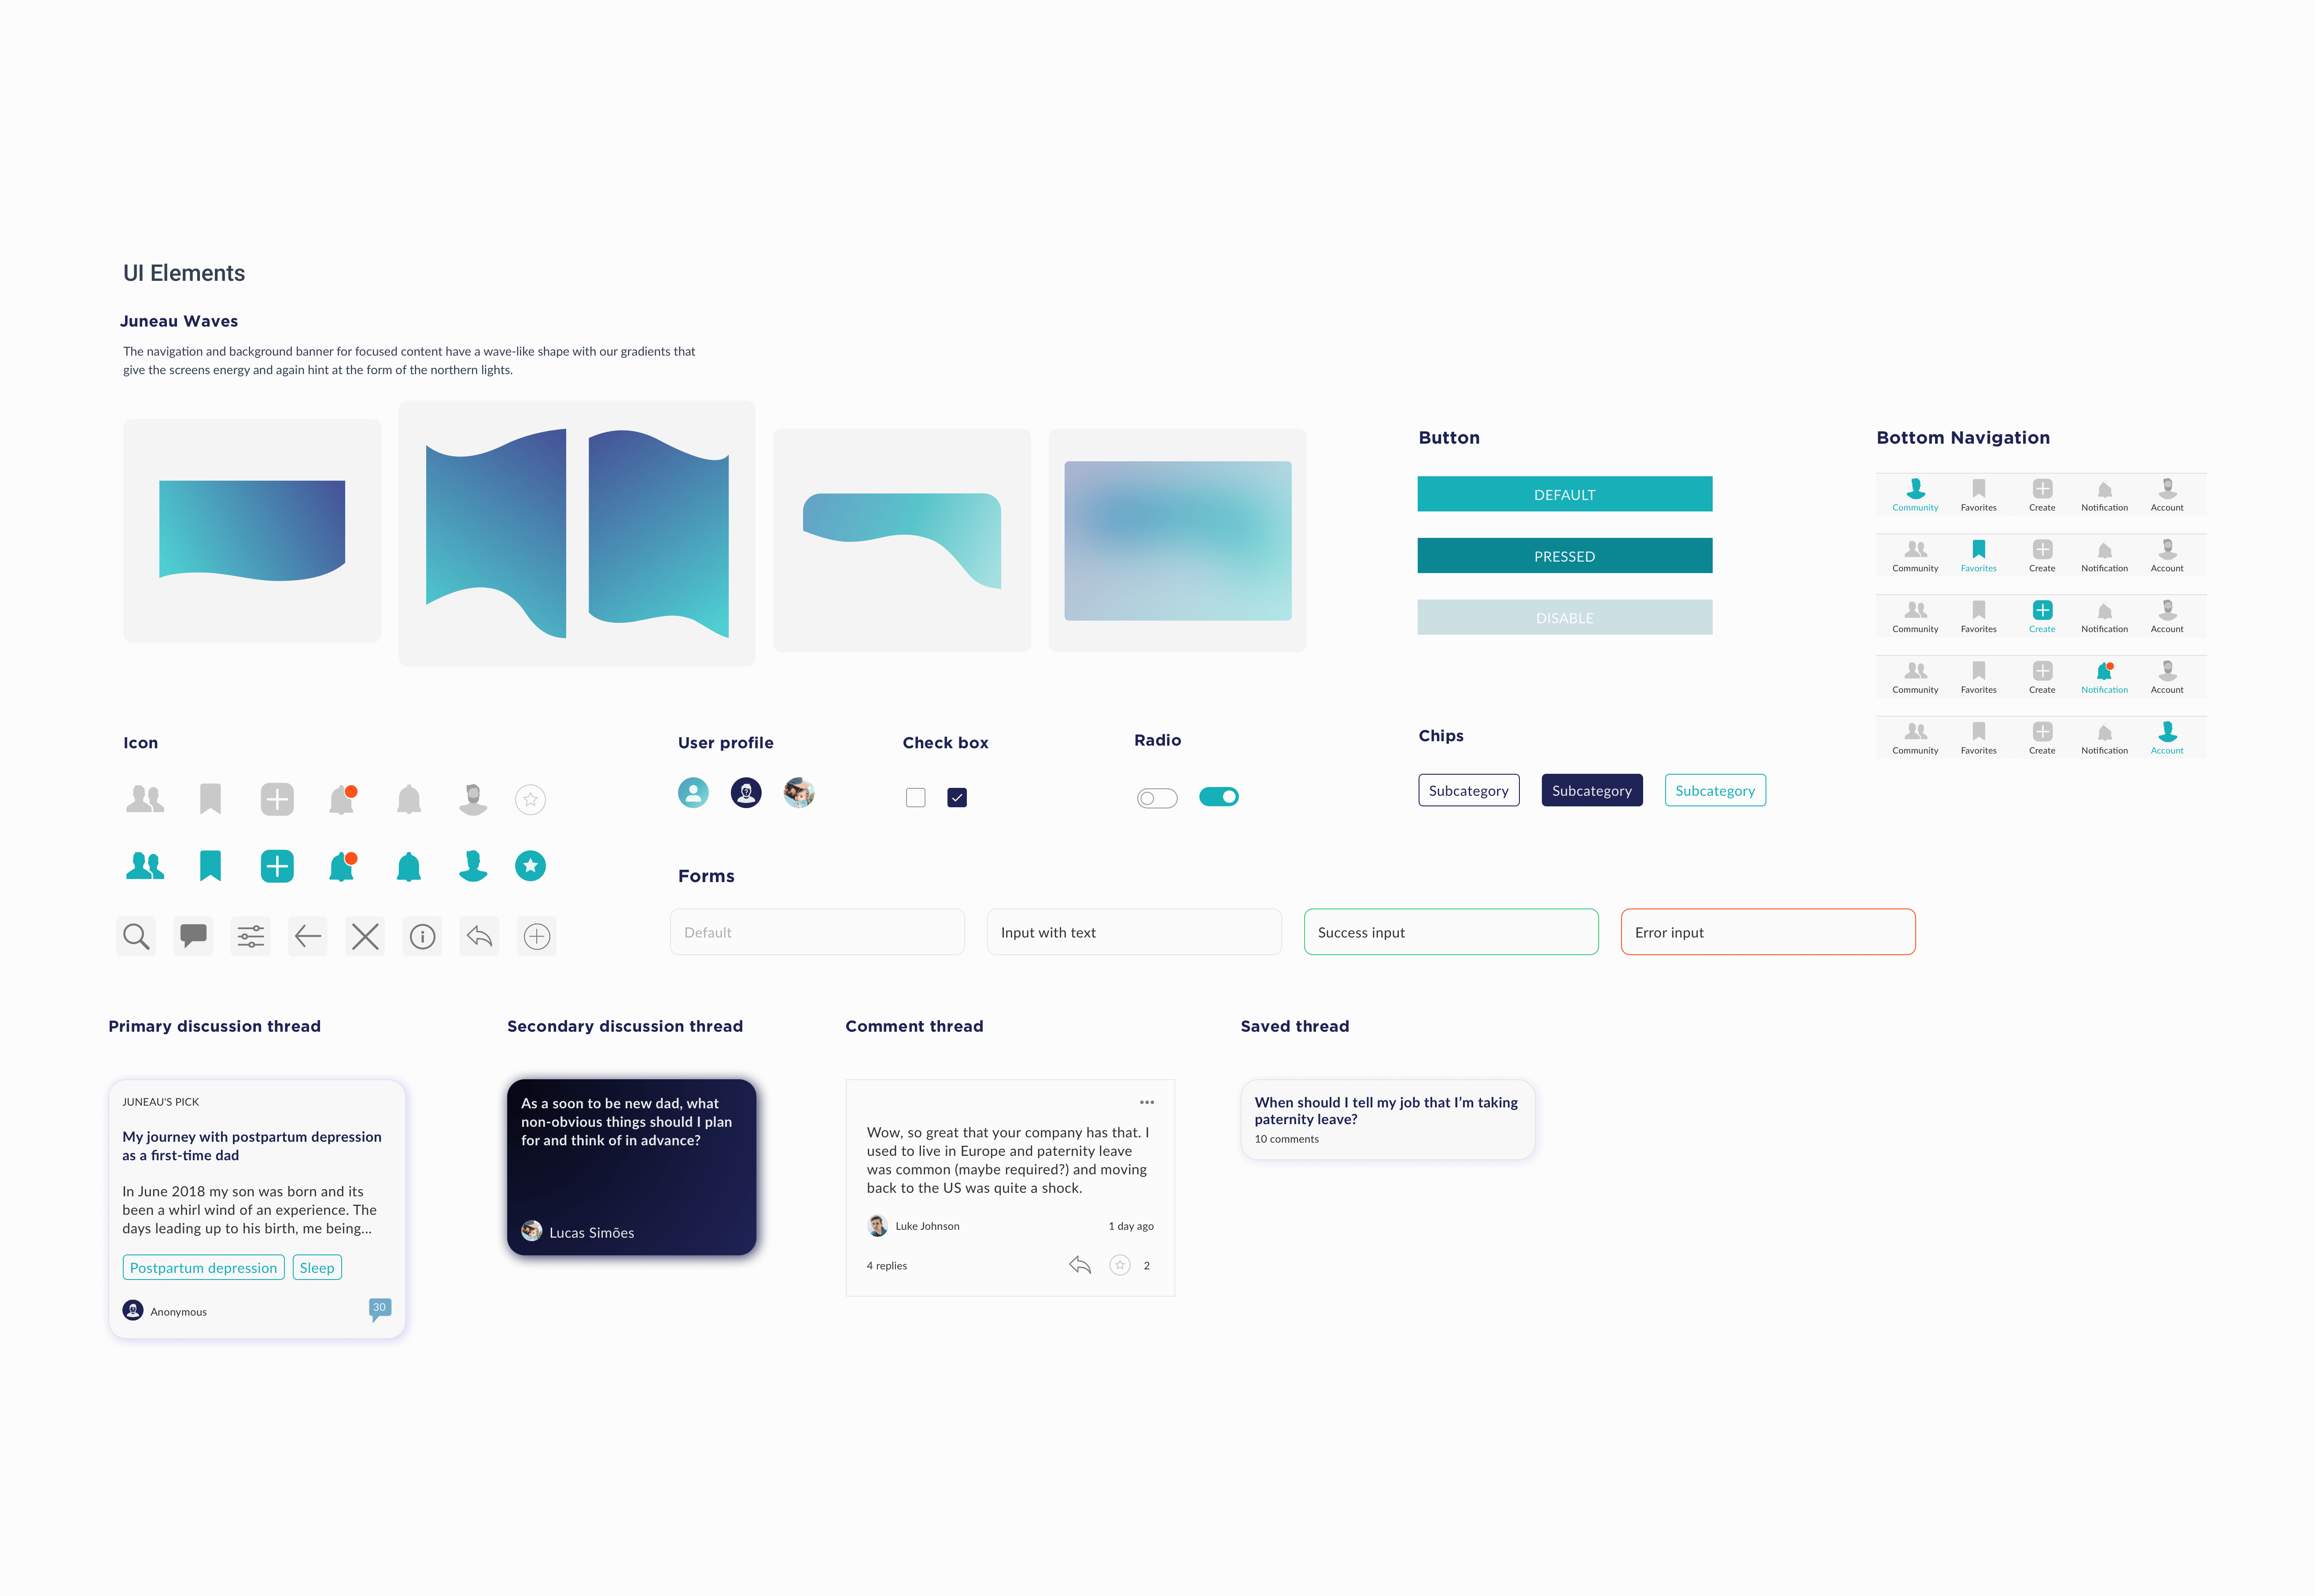 UI Elements
Juneau Waves
The navigation and background banner for focused content have a wave-like shape with our gradients that
give the screens energy and again hint at the form of the northern lights.
Button
DEFAULT
PRESSED
DISABLE
Bottom Navigation
Community Favorites Create Notification Account
Community Favorites Create Notification Account
Community Favorites Create Notification Account
Community Favorites Create Notification Account
Community Favorites Create Notification Account
Icon
User profile
Check box
Radio
Chips
Subcategory Subcategory Subcategory
Forms
Default
Input with text
Success input
Error input
Primary discussion thread
JUNEAU'S PICK
My journey with postpartum depression
as a first-time dad
In June 2018 my son was born and its
been a whirl wind of an experience. The
days leading up to his birth, me being...
Postpartum depression Sleep
Anonymous 30
Secondary discussion thread
As a soon to be new dad, what
non-obvious things should I plan
for and think of in advance?
Lucas Simões
Comment thread
Wow, so great that your company has that. I
used to live in Europe and paternity leave
was common (maybe required?) and moving
back to the US was quite a shock.
Luke Johnson 1 day ago
4 replies 2
Saved thread
When should I tell my job that I’m taking
paternity leave?
10 comments